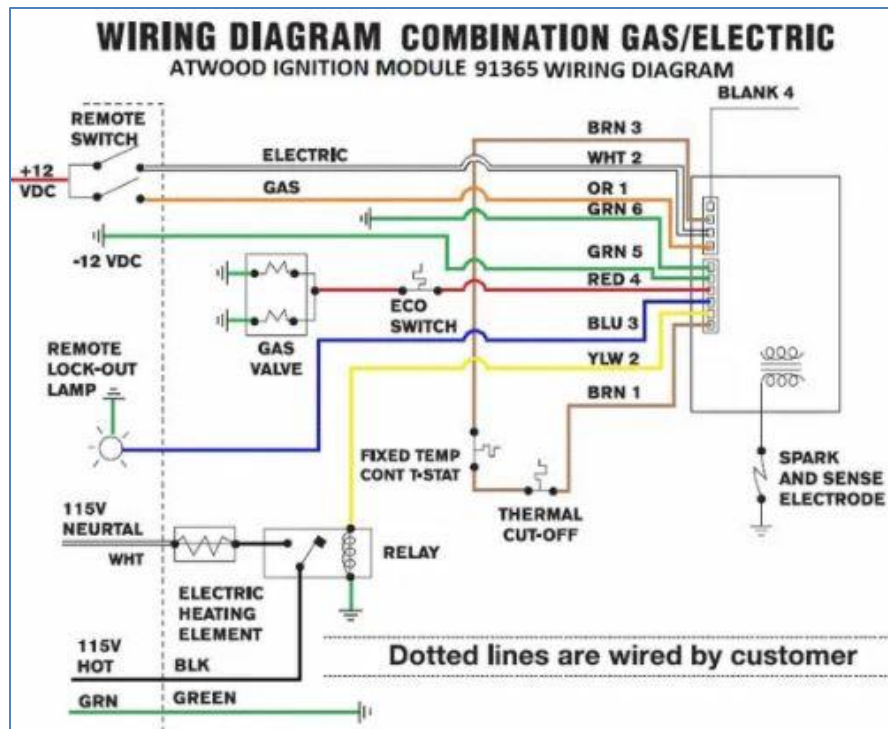 WIRING DIAGRAM COMBINATION GAS/ELECTRIC
ATWOOD IGNITION MODULE 91365 WIRING DIAGRAM
BLANK 4
REMOTE
SWITCH
BRN 3
ELECTRIC
WHT 2
+12
VDC
GAS
OR 1
GRN 6
-12 VDC
GRN 5
RED 4
ECO
SWITCH
GAS
VALVE
BLU 3
REMOTE
LOCK-OUT
LAMP
YLW 2
BRN 1
FIXED TEMP
CONT T-STAT
SPARK
AND SENSE
ELECTRODE
THERMAL
CUT-OFF
115V
NEURTAL
WHT
RELAY
ELECTRIC
HEATING
ELEMENT
115V
HOT
BLK
Dotted lines are wired by customer
GRN
GREEN